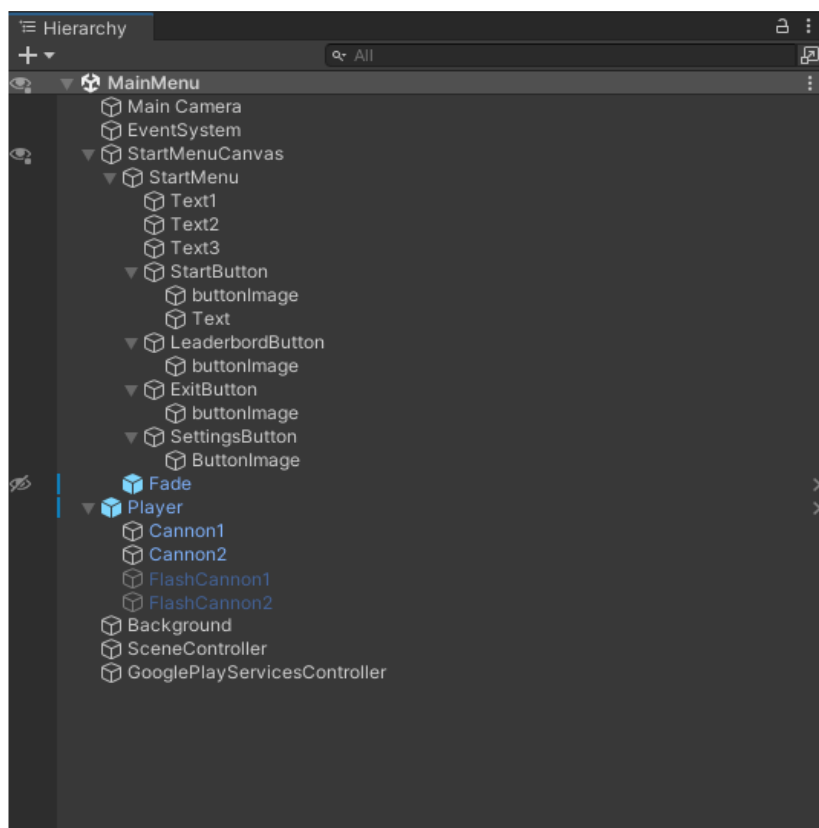 Hierarchy
All
MainMenu
Main Camera
EventSystem
StartMenuCanvas
StartMenu
Text1
Text2
Text3
StartButton
buttonImage
Text
LeaderbordButton
buttonImage
ExitButton
buttonImage
SettingsButton
ButtonImage
Fade
Player
Cannon1
Cannon2
FlashCannon1
FlashCannon2
Background
SceneController
GooglePlayServicesController